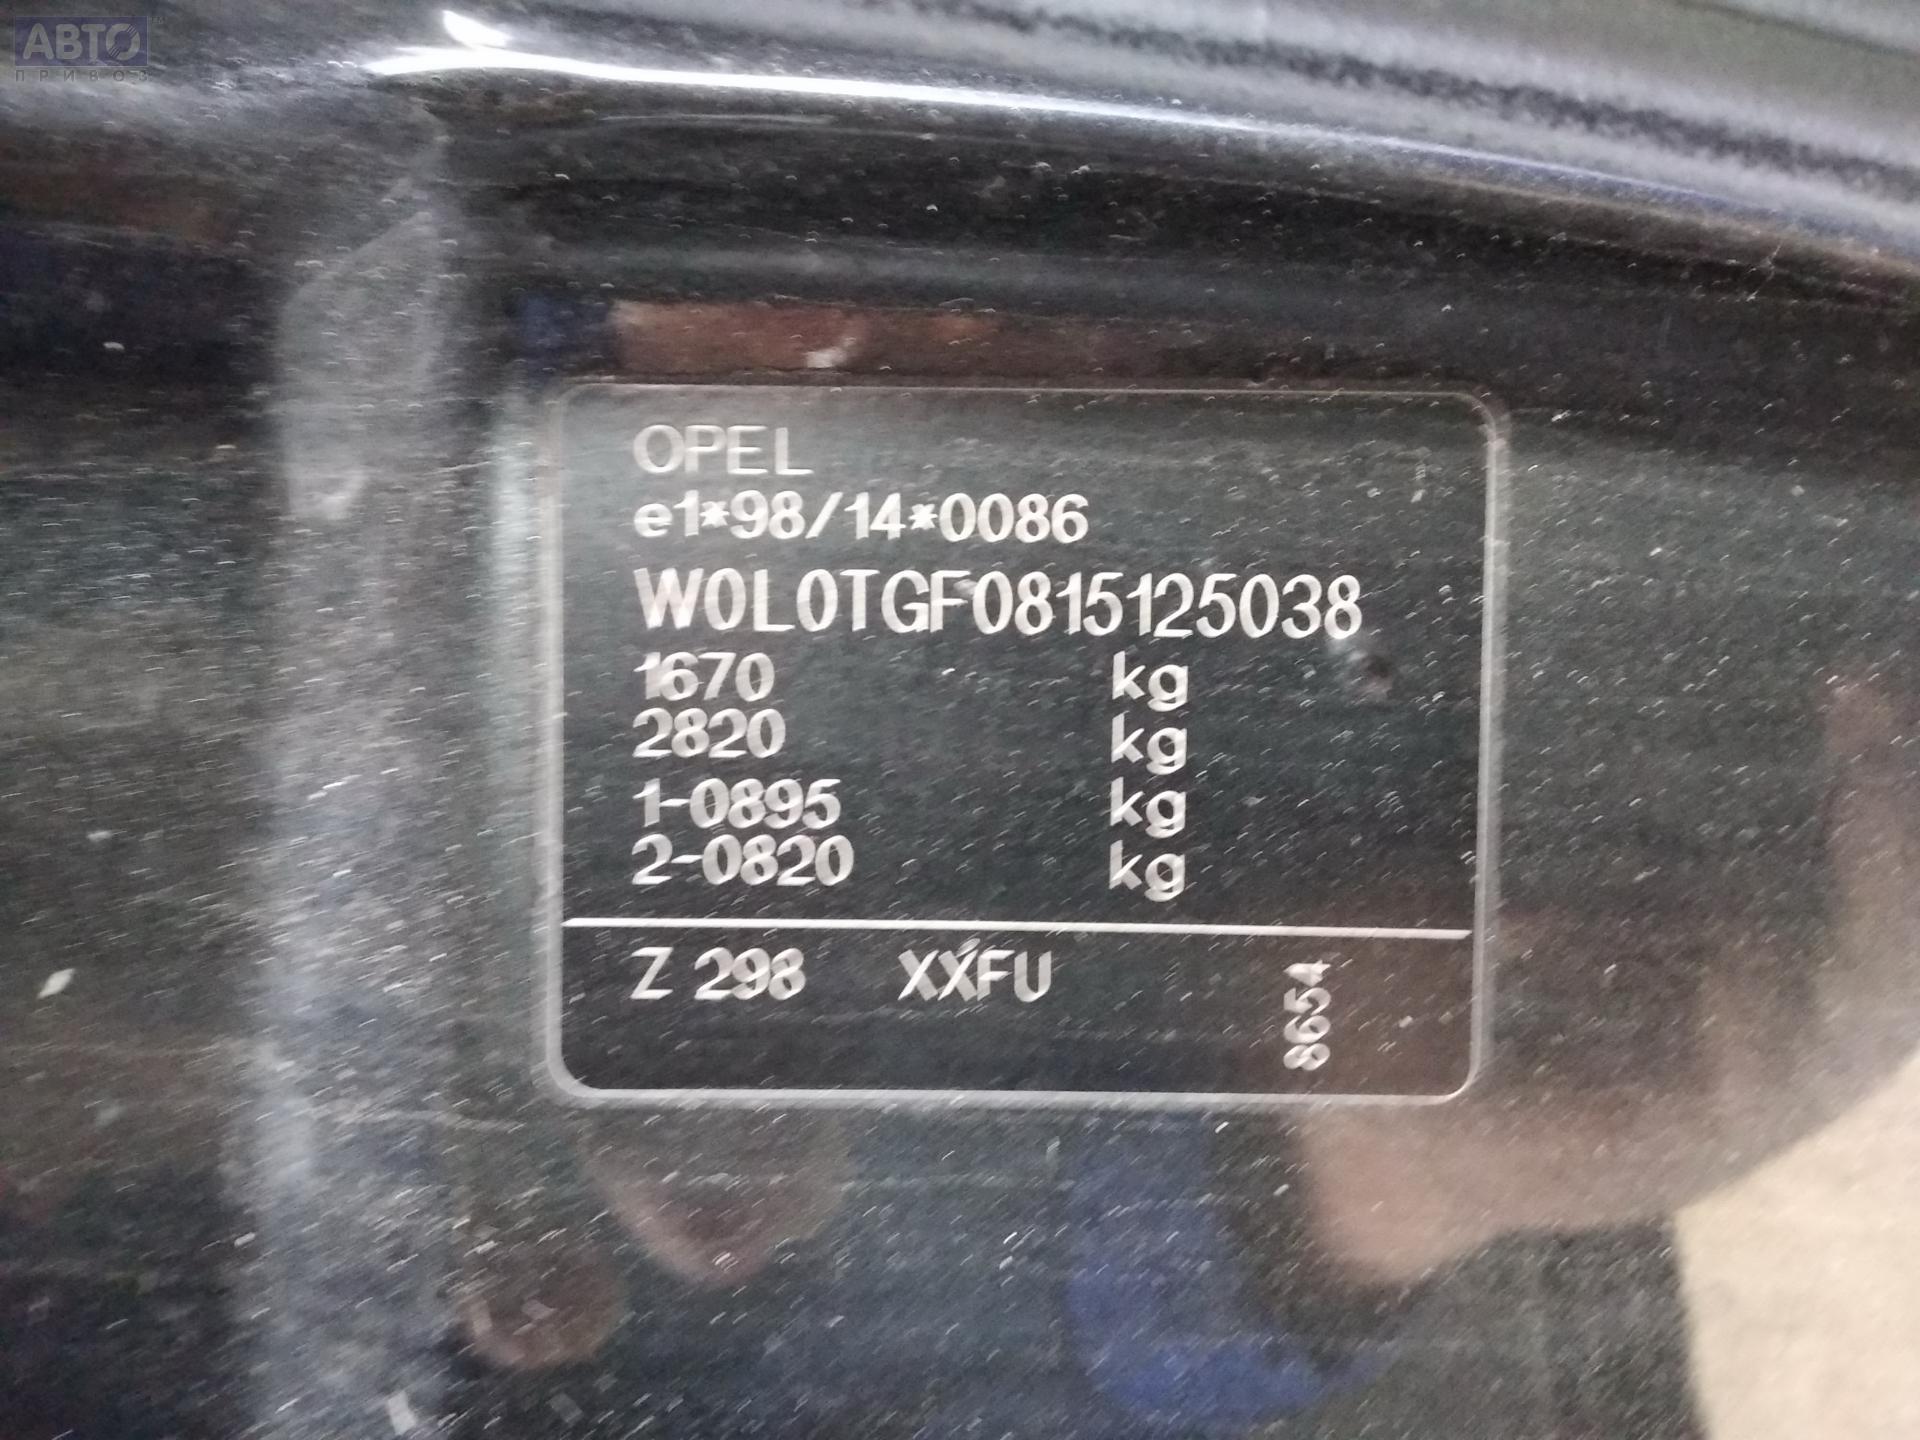 АВТО
ПРИВОЗ
OPEL
e1*98/14*0086
W0L0TGF0815125038
1670 kg
2820 kg
1-0895 kg
2-0820 kg
Z 298 XXFU
8654